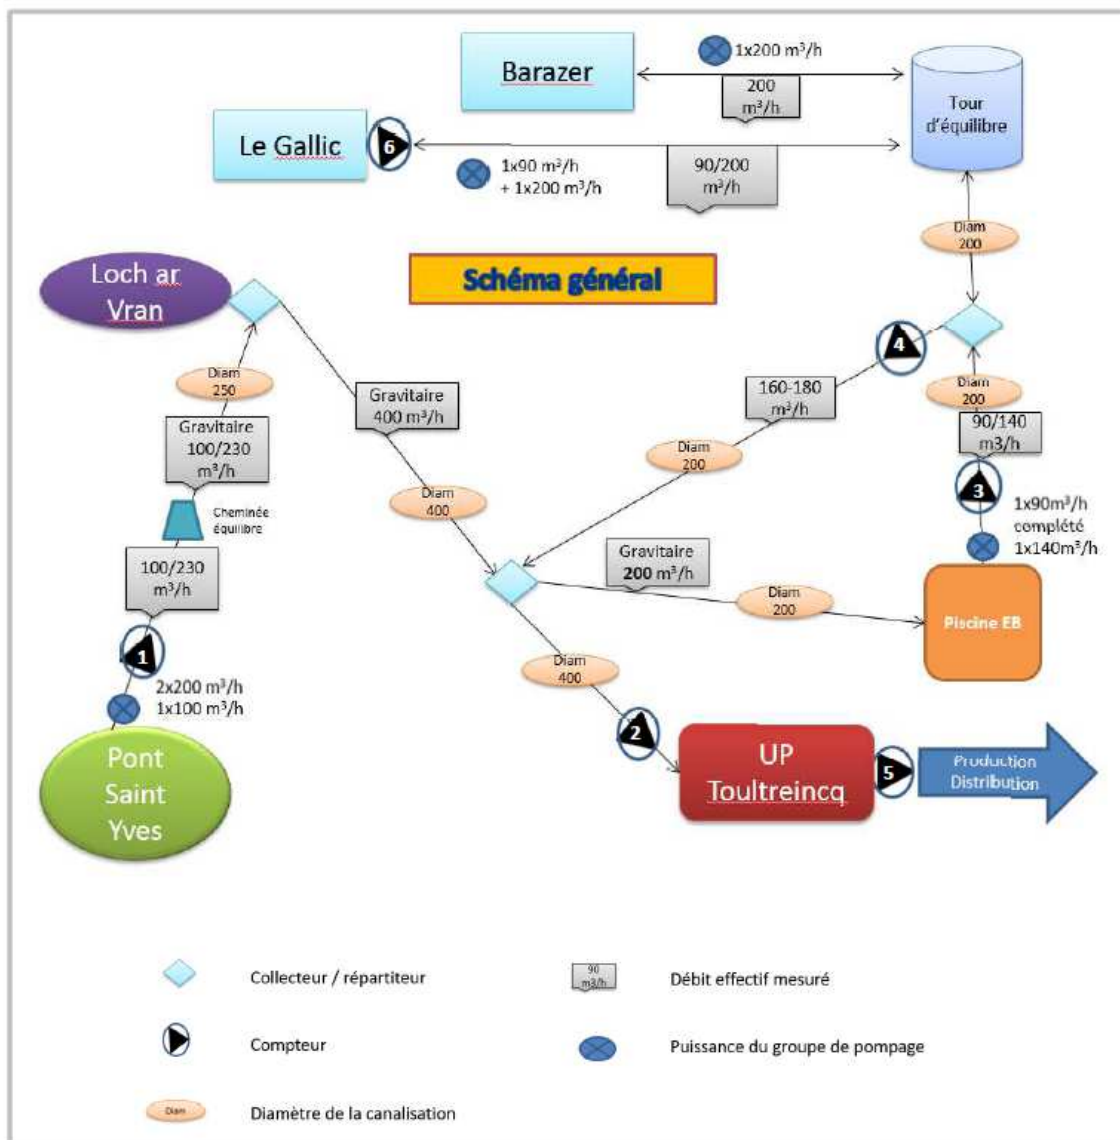 1x200 m³/h
Barazer
200
m³/h
Tour
d'équilibre
Le Gallic
6
1x90 m³/h
+ 1x200 m³/h
90/200
m³/h
Diam
200
Loch ar
Vran
Schéma général
4
Diam
250
Gravitaire
400 m³/h
160-180
m³/h
Diam
200
Gravitaire
100/230
m³/h
90/140
m3/h
Diam
200
3
1x90m³/h
complété
1x140m³/h
Cheminée
équilibre
Diam
400
100/230
m³/h
Gravitaire
200 m³/h
Diam
200
Piscine EB
1
2x200 m³/h
1x100 m³/h
Diam
400
2
Pont
Saint
Yves
UP
Toultreincq
5
Production
Distribution
Collecteur / répartiteur
90
m3/h
Débit effectif mesuré
Compteur
Puissance du groupe de pompage
Diam
Diamètre de la canalisation